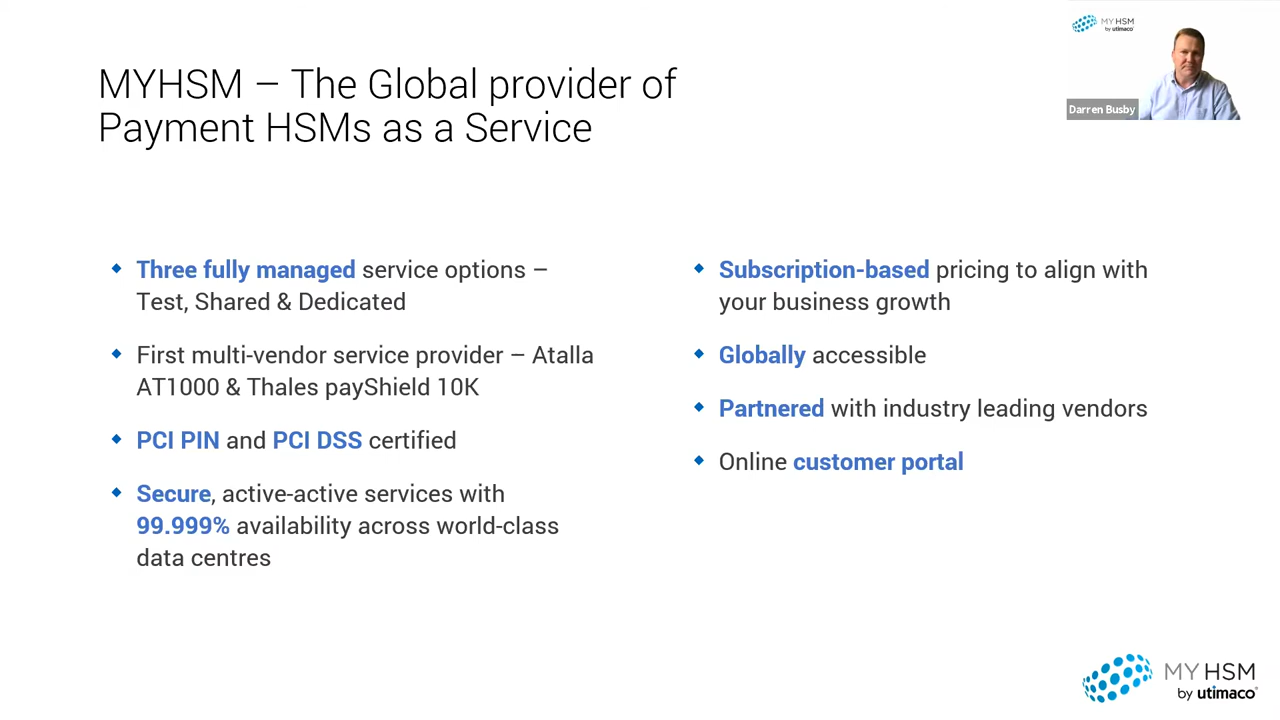 MYHSM – The Global provider of
Payment HSMs as a Service
MY HSM
by utimaco®
Darren Busby
Three fully managed service options –
Test, Shared & Dedicated
First multi-vendor service provider – Atalla
AT1000 & Thales payShield 10K
PCI PIN and PCI DSS certified
Secure, active-active services with
99.999% availability across world-class
data centres
Subscription-based pricing to align with
your business growth
Globally accessible
Partnered with industry leading vendors
Online customer portal
MY HSM
by utimaco®